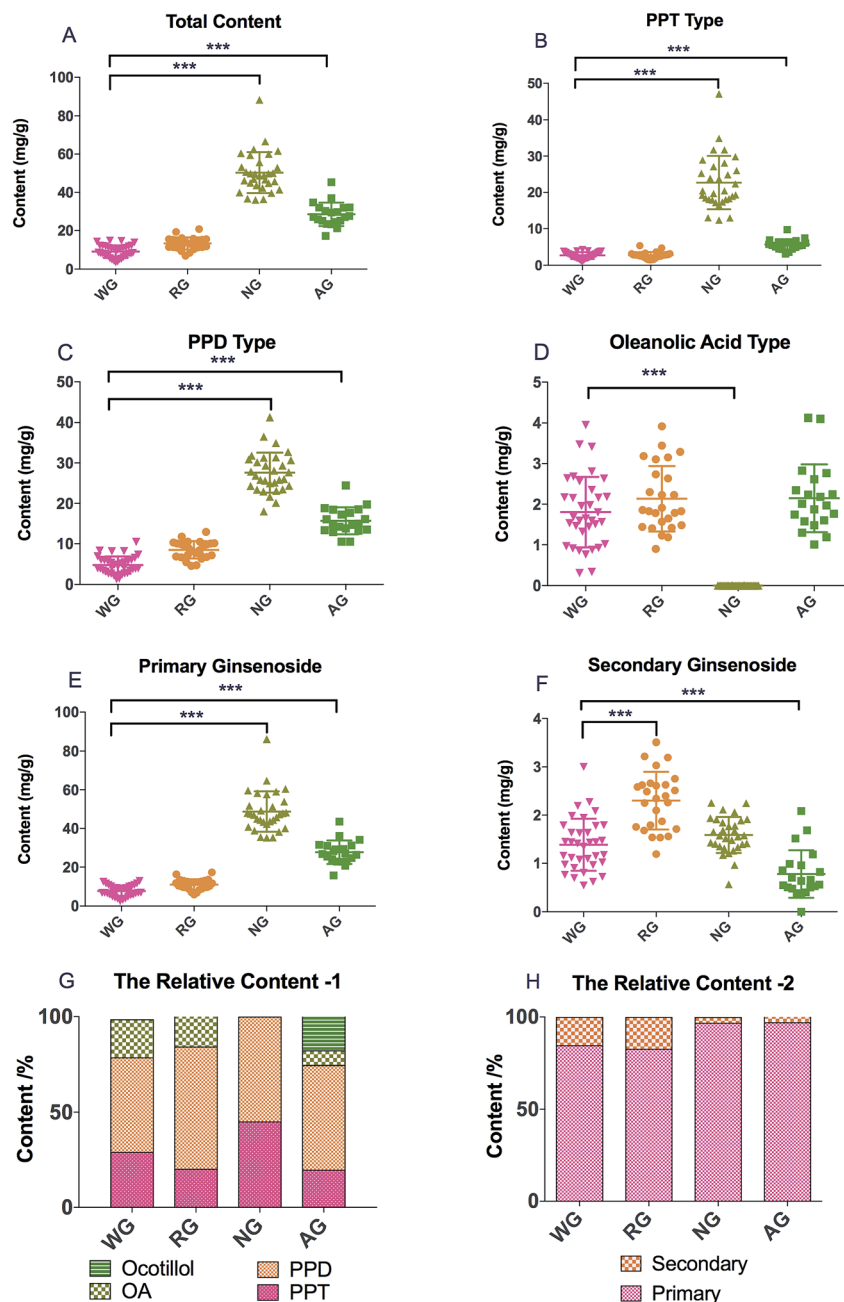 A
Total Content
***
***
Content (mg/g)
100
80
60
40
20
0
WG
RG
NG
AG
B
PPT Type
***
***
Content (mg/g)
50
40
30
20
10
0
WG
RG
NG
AG
C
PPD Type
***
***
Content (mg/g)
50
40
30
20
10
0
WG
RG
NG
AG
D
Oleanolic Acid Type
***
Content (mg/g)
5
4
3
2
1
0
WG
RG
NG
AG
E
Primary Ginsenoside
***
***
Content (mg/g)
100
80
60
40
20
0
WG
RG
NG
AG
F
Secondary Ginsenoside
***
***
Content (mg/g)
4
3
2
1
0
WG
RG
NG
AG
G
The Relative Content -1
Content /%
100
50
0
WG
RG
NG
AG
Ocotillol
PPD
OA
PPT
H
The Relative Content -2
Content /%
100
50
0
WG
RG
NG
AG
Secondary
Primary